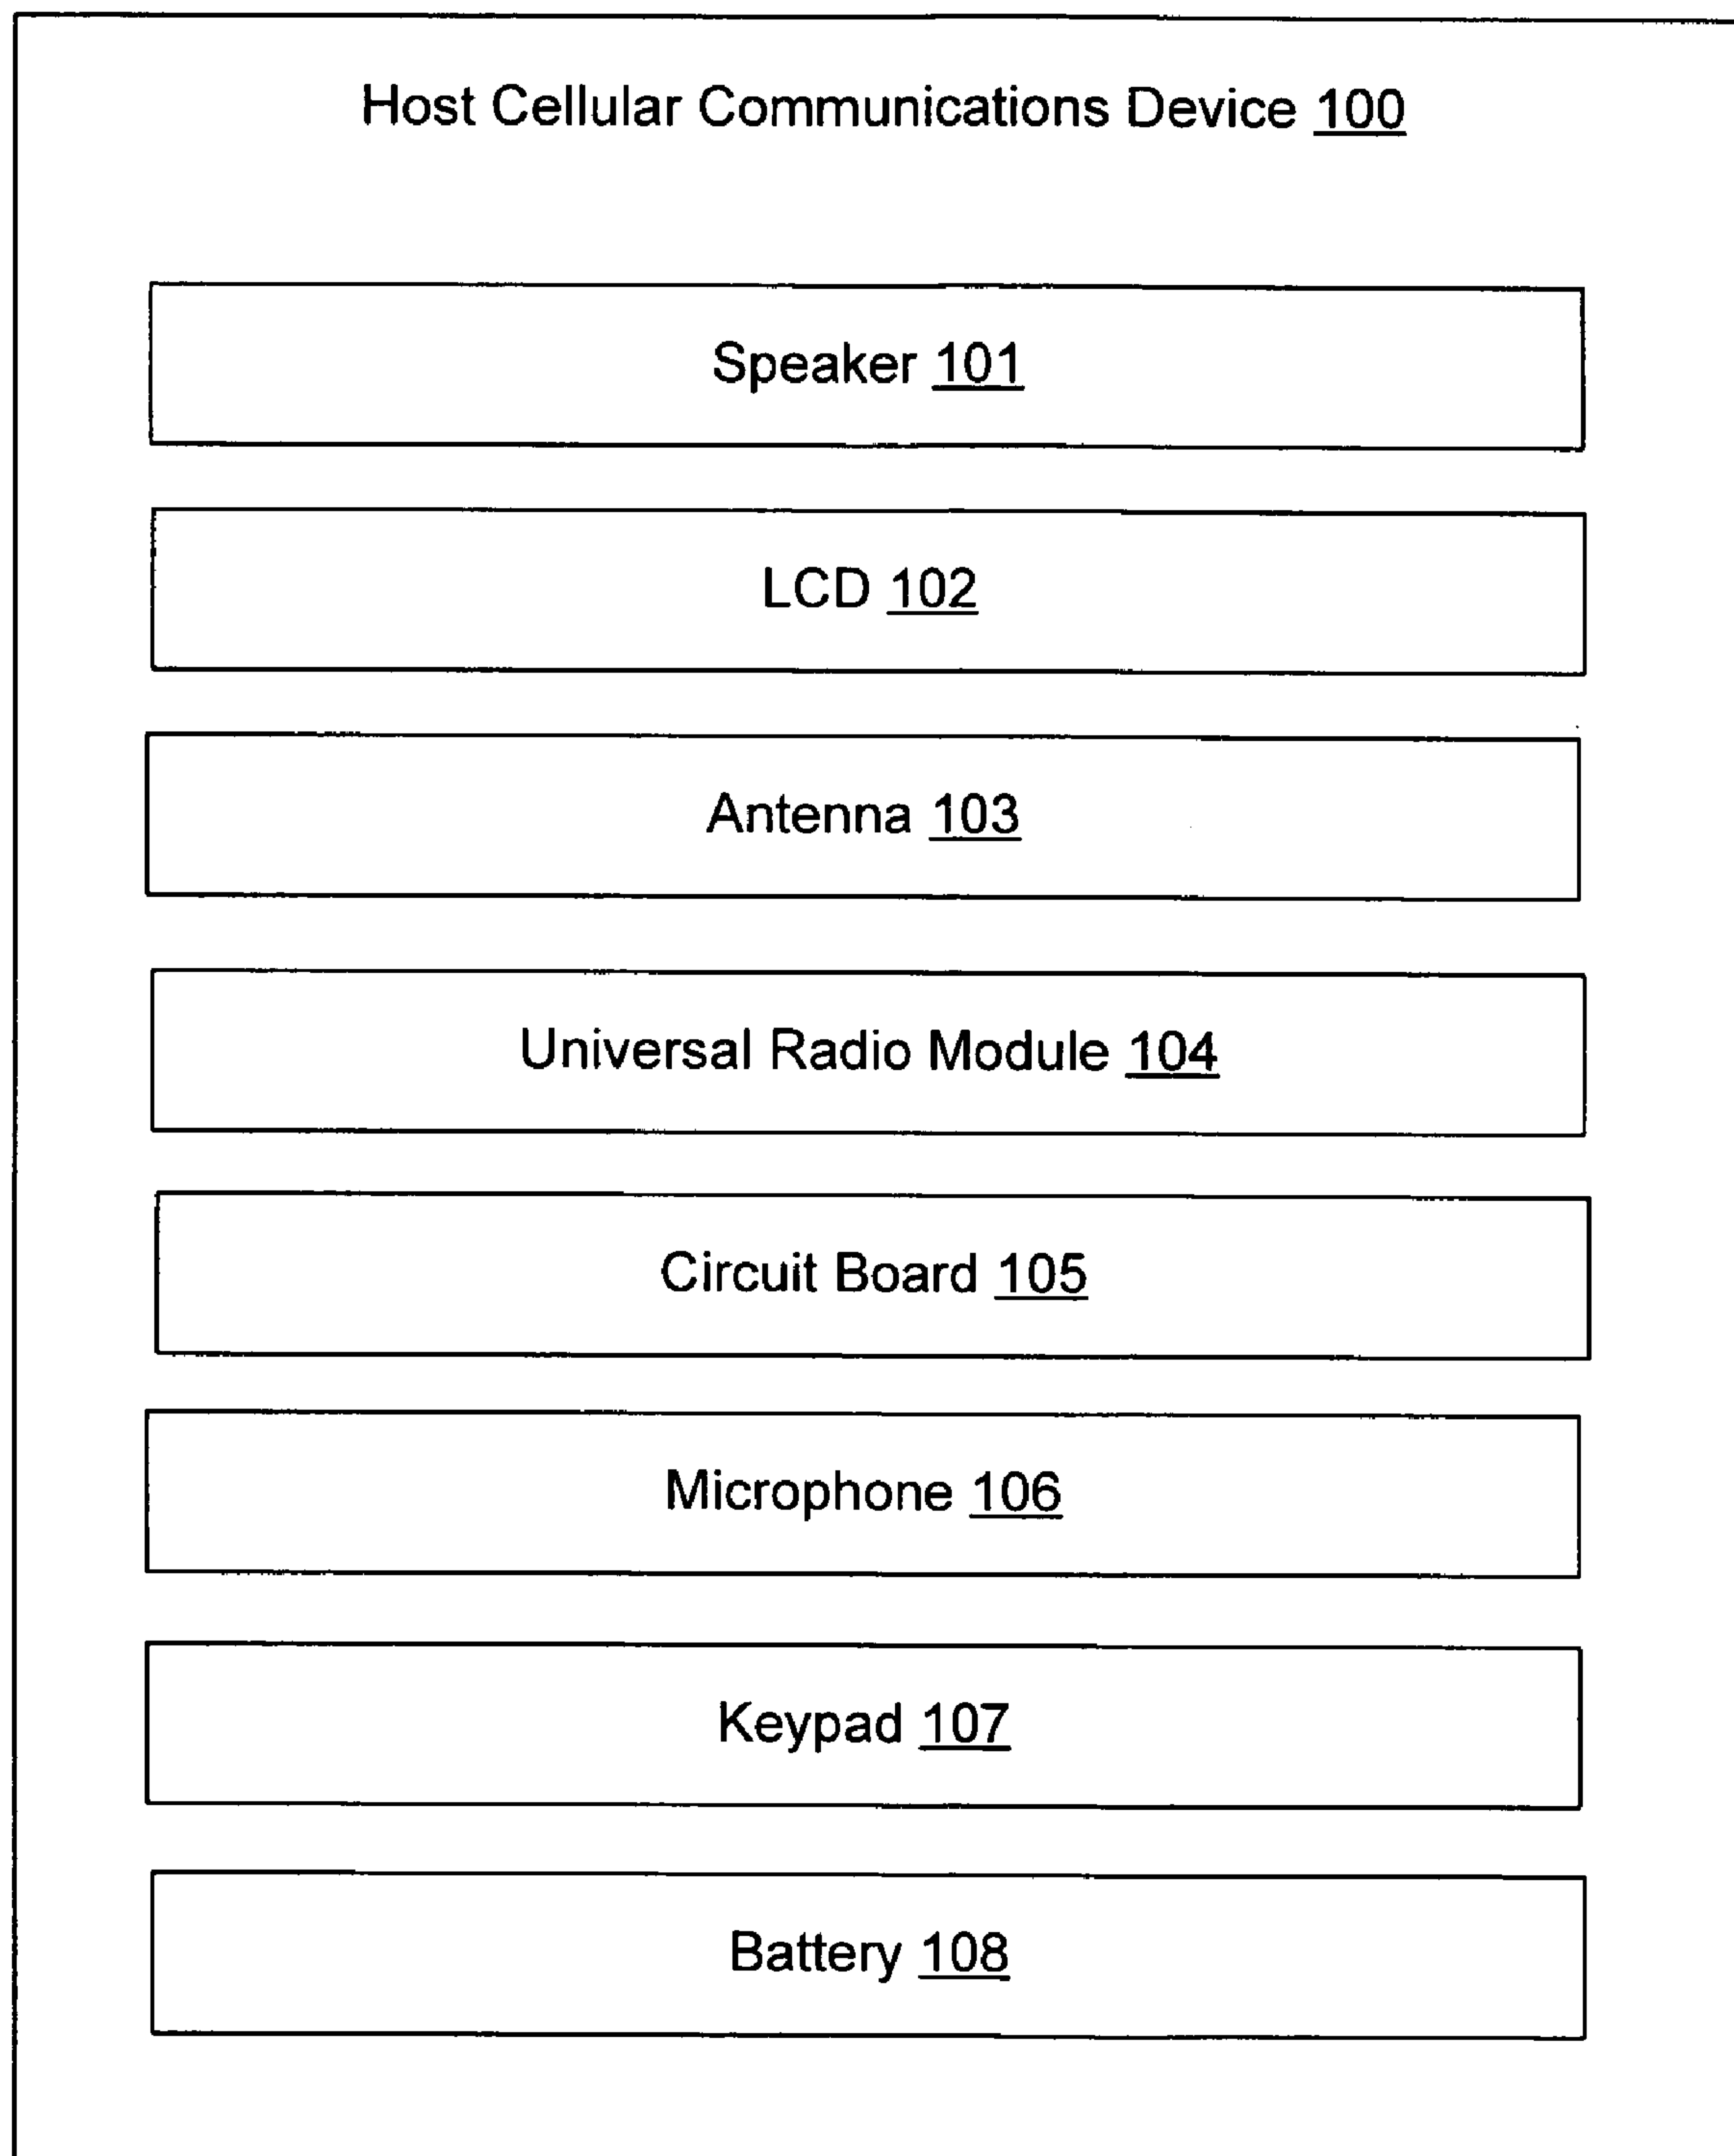 Host Cellular Communications Device 100
Speaker 101
LCD 102
Antenna 103
Universal Radio Module 104
Circuit Board 105
Microphone 106
Keypad 107
Battery 108